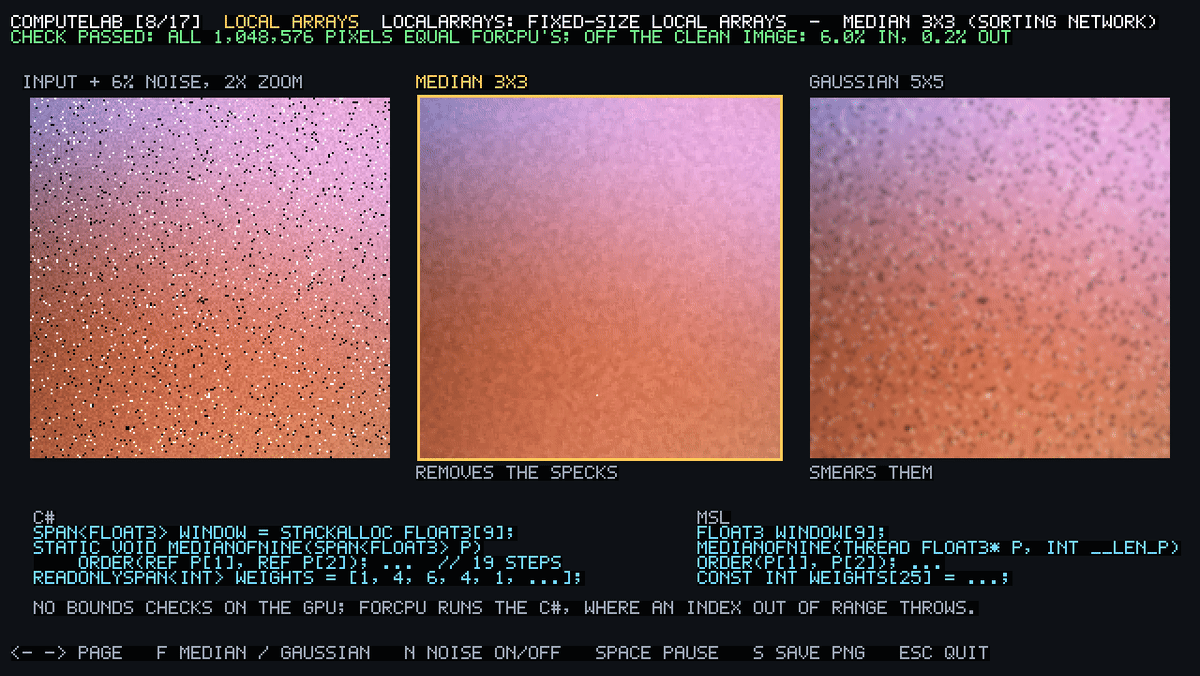 COMPUTELAB [8/17]  LOCAL ARRAYS  LOCALARRAYS: FIXED-SIZE LOCAL ARRAYS  -  MEDIAN 3X3 (SORTING NETWORK)
CHECK PASSED: ALL 1,048,576 PIXELS EQUAL FORCPU'S; OFF THE CLEAN IMAGE: 6.0% IN, 0.2% OUT
INPUT + 6% NOISE, 2X ZOOM
MEDIAN 3X3
GAUSSIAN 5X5
REMOVES THE SPECKS
SMEARS THEM
C#
SPAN<FLOAT3> WINDOW = STACKALLOC FLOAT3[9];
STATIC VOID MEDIANOFNINE(SPAN<FLOAT3> P)
ORDER(REF P[1], REF P[2]); ...  // 19 STEPS
READONLYSPAN<INT> WEIGHTS = [1, 4, 6, 4, 1, ...];
MSL
FLOAT3 WINDOW[9];
MEDIANOFNINE(THREAD FLOAT3* P, INT __LEN_P)
ORDER(P[1], P[2]); ...
CONST INT WEIGHTS[25] = ...;
NO BOUNDS CHECKS ON THE GPU; FORCPU RUNS THE C#, WHERE AN INDEX OUT OF RANGE THROWS.
<- -> PAGE   F MEDIAN / GAUSSIAN   N NOISE ON/OFF   SPACE PAUSE   S SAVE PNG   ESC QUIT